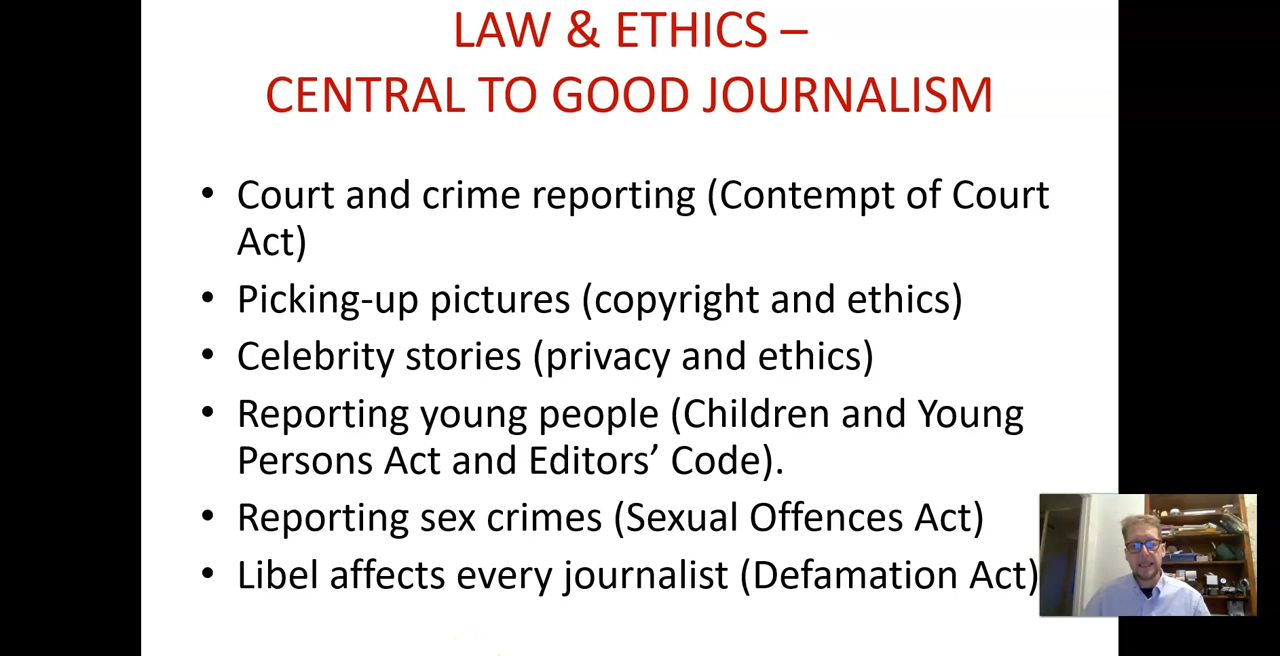 LAW & ETHICS –
CENTRAL TO GOOD JOURNALISM
• Court and crime reporting (Contempt of Court
Act)
• Picking-up pictures (copyright and ethics)
• Celebrity stories (privacy and ethics)
• Reporting young people (Children and Young
Persons Act and Editors’ Code).
• Reporting sex crimes (Sexual Offences Act)
• Libel affects every journalist (Defamation Act)